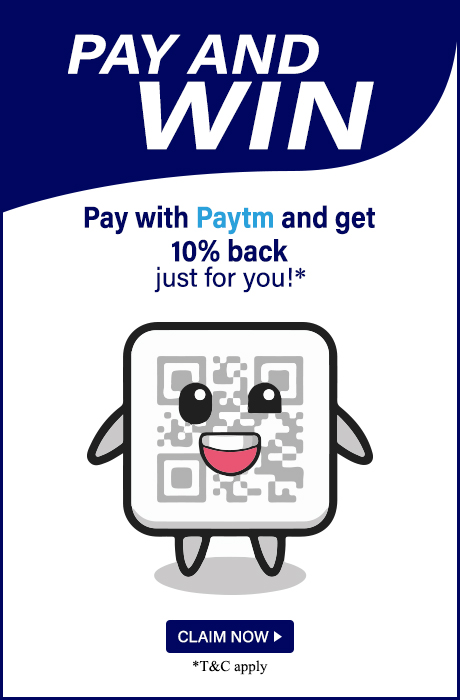 PAY AND
WIN
Pay with Paytm and get
10% back
just for you!*
CLAIM NOW
*T&C apply